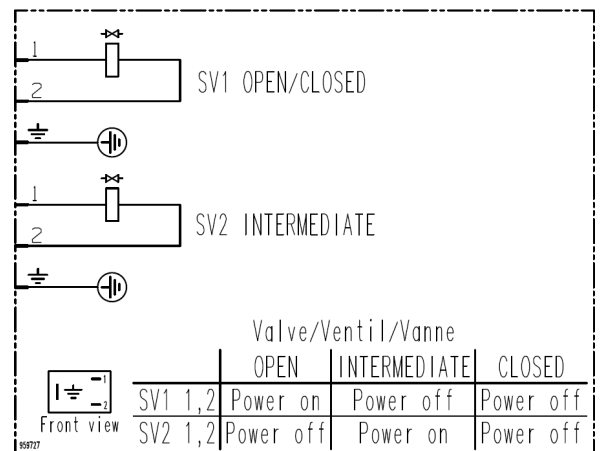 1
2
SV1 OPEN/CLOSED
1
2
SV2 INTERMEDIATE
Valve/Ventil/Vanne
OPEN INTERMEDIATE CLOSED
SV1 1,2 Power on Power off Power off
SV2 1,2 Power off Power on Power off
1
2
Front view
959727